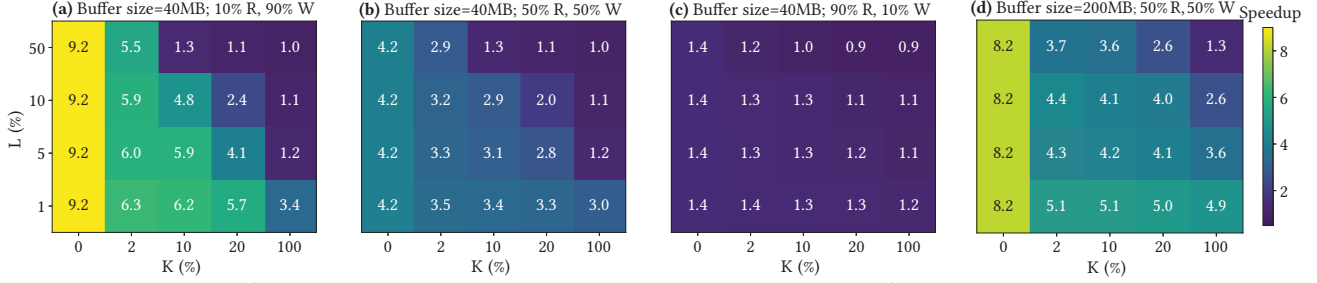 (a) Buffer size=40MB; 10% R, 90% W
(b) Buffer size=40MB; 50% R, 50% W
(c) Buffer size=40MB; 90% R, 10% W
(d) Buffer size=200MB; 50% R, 50% W
Speedup
50 9.2 5.5 1.3 1.1 1.0
10 9.2 5.9 4.8 2.4 1.1
5 9.2 6.0 5.9 4.1 1.2
1 9.2 6.3 6.2 5.7 3.4
L (%)
0 2 10 20 100
K (%)
4.2 2.9 1.3 1.1 1.0
4.2 3.2 2.9 2.0 1.1
4.2 3.3 3.1 2.8 1.2
4.2 3.5 3.4 3.3 3.0
0 2 10 20 100
K (%)
1.4 1.2 1.0 0.9 0.9
1.4 1.3 1.3 1.1 1.1
1.4 1.3 1.3 1.2 1.1
1.4 1.4 1.3 1.3 1.2
0 2 10 20 100
K (%)
8.2 3.7 3.6 2.6 1.3
8.2 4.4 4.1 4.0 2.6
8.2 4.3 4.2 4.1 3.6
8.2 5.1 5.1 5.0 4.9
0 2 10 20 100
K (%)
8
6
4
2